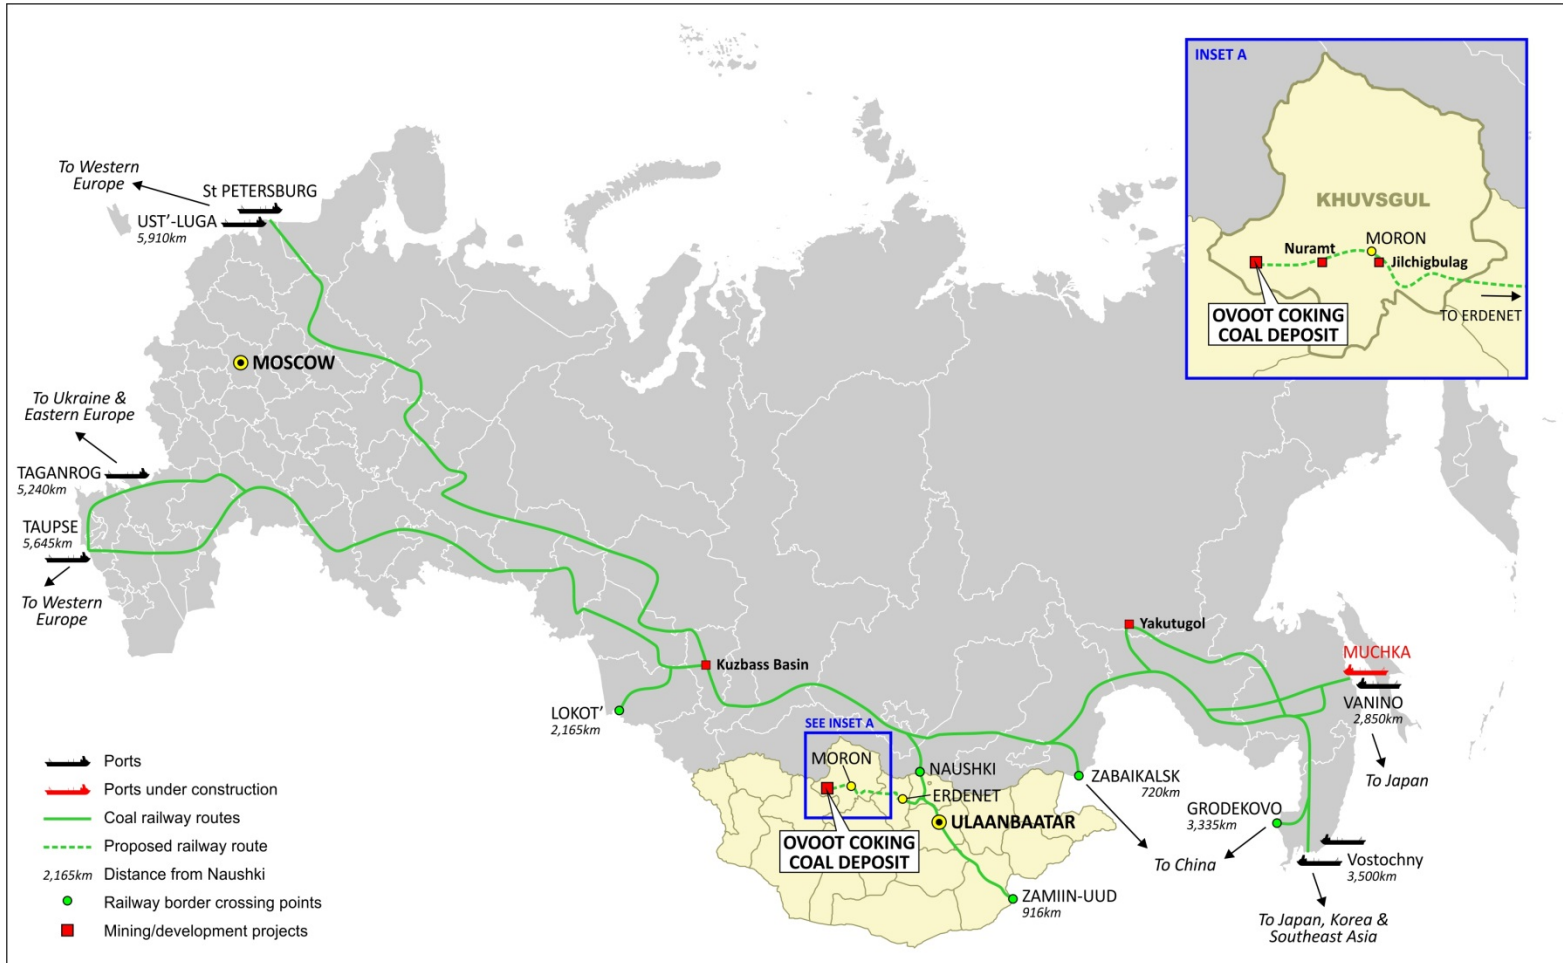 INSET A
KHUVSGUL
MORON
Nuramt
Jilchigbulag
OVOOT COKING
COAL DEPOSIT
TO ERDENET
To Western
Europe
St PETERSBURG
UST'-LUGA
5,910km
MOSCOW
To Ukraine &
Eastern Europe
TAGANROG
5,240km
TAUPSE
5,645km
To Western
Europe
Kuzbass Basin
LOKOT'
2,165km
Yakutugol
MUCHKA
VANINO
2,850km
To Japan
SEE INSET A
MORON
NAUSHKI
ERDENET
ULAANBAATAR
OVOOT COKING
COAL DEPOSIT
ZAMIIN-UUD
916km
ZABAIKALSK
720km
GRODEKOVO
3,335km
To China
Vostochny
3,500km
To Japan, Korea &
Southeast Asia
Ports
Ports under construction
Coal railway routes
Proposed railway route
2,165km Distance from Naushki
Railway border crossing points
Mining/development projects